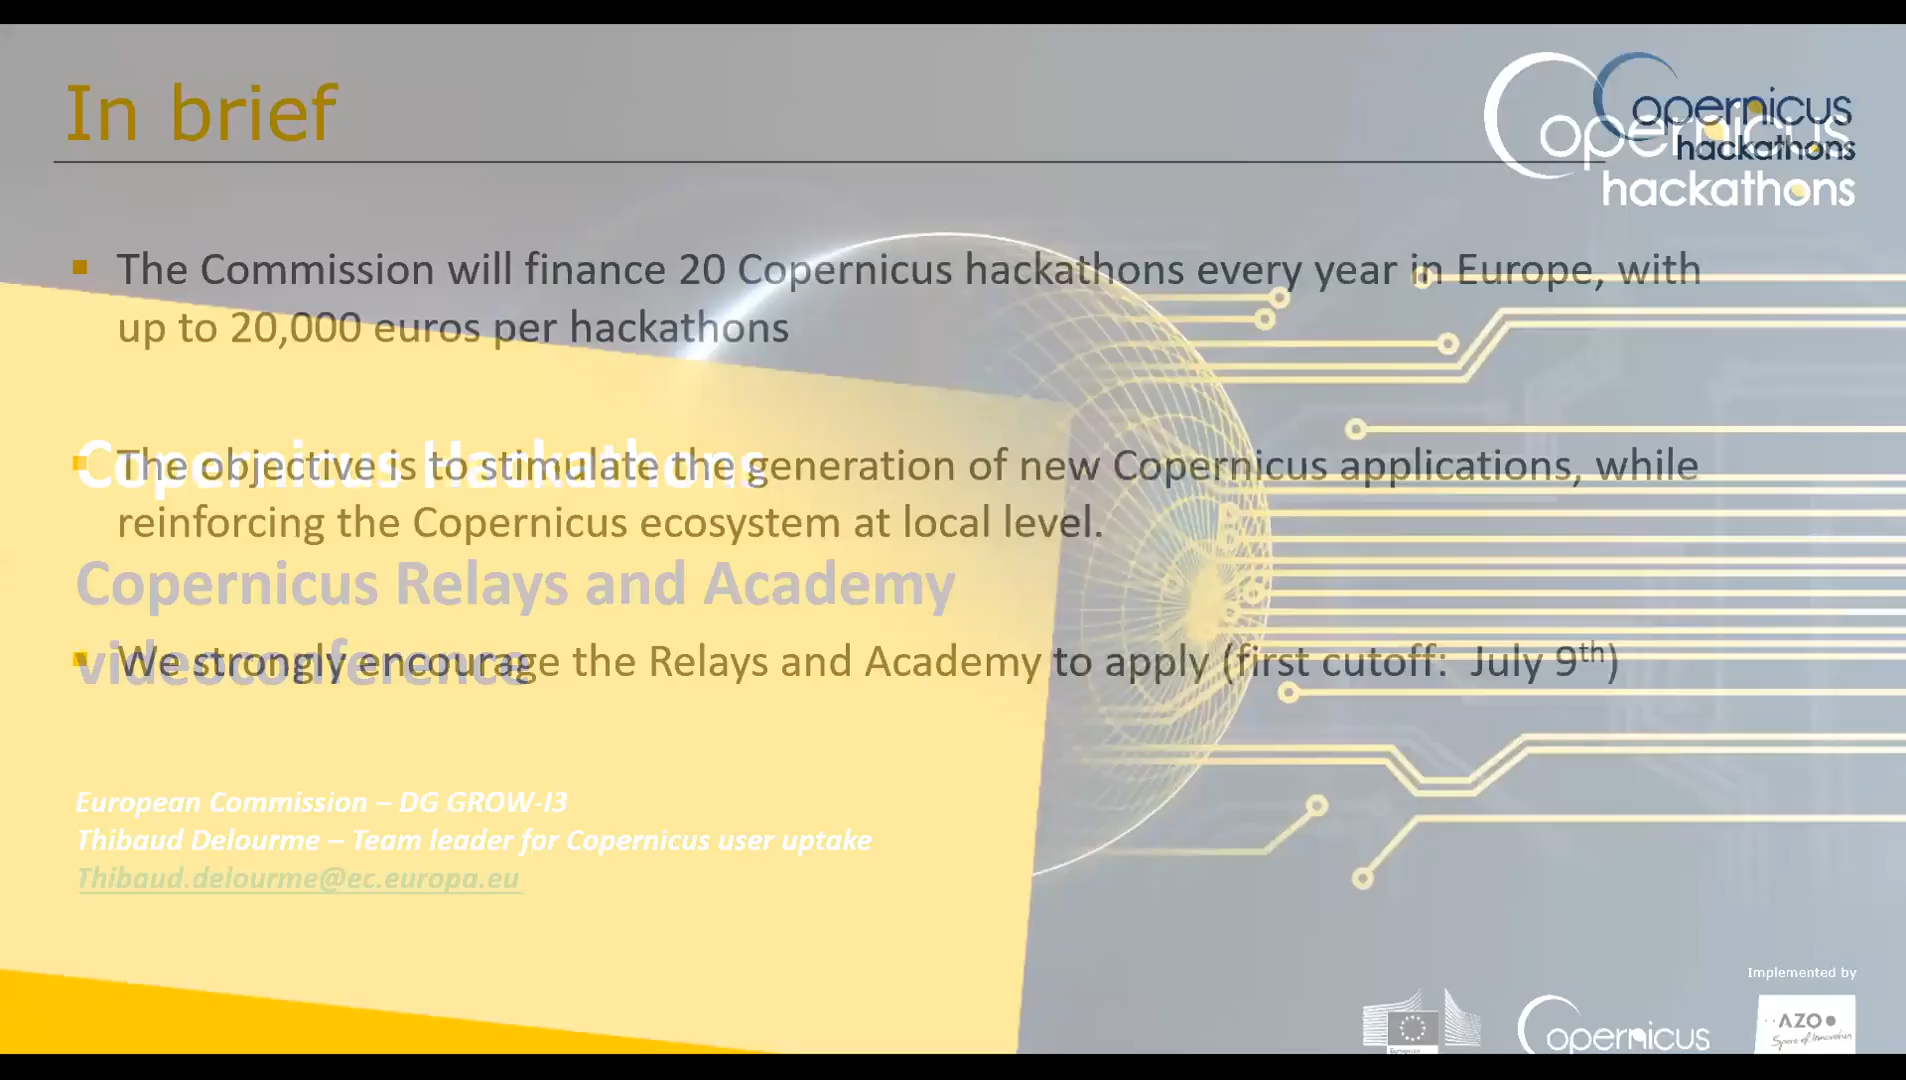 In brief
Copernicus
hackathons
Copernicus
hackathons
The Commission will finance 20 Copernicus hackathons every year in Europe, with
up to 20,000 euros per hackathons
Copernicus Hackathons
The objective is to stimulate the generation of new Copernicus applications, while
reinforcing the Copernicus ecosystem at local level.
Copernicus Relays and Academy
videoconference
We strongly encourage the Relays and Academy to apply (first cutoff: July 9th)
European Commission – DG GROW-I3
Thibaud Delourme – Team leader for Copernicus user uptake
Thibaud.delourme@ec.europa.eu
Implemented by
European
Copernicus
AZO
Space of Innovation